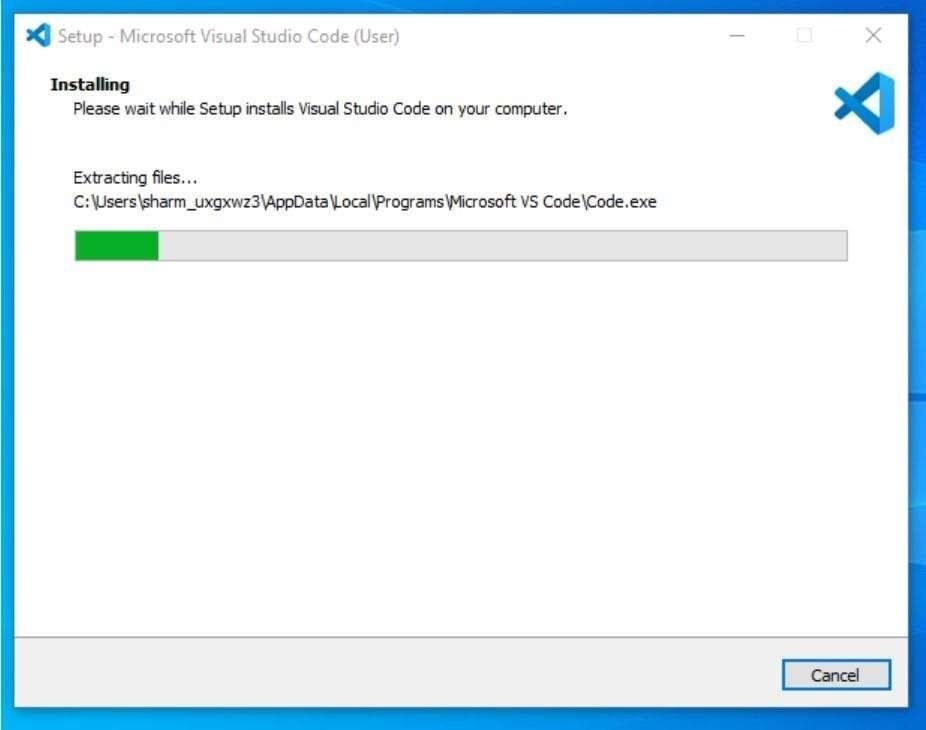 Setup - Microsoft Visual Studio Code (User)
Installing
Please wait while Setup installs Visual Studio Code on your computer.
Extracting files...
C:\Users\sharm_uxgxwz3\AppData\Local\Programs\Microsoft VS Code\Code.exe
Cancel